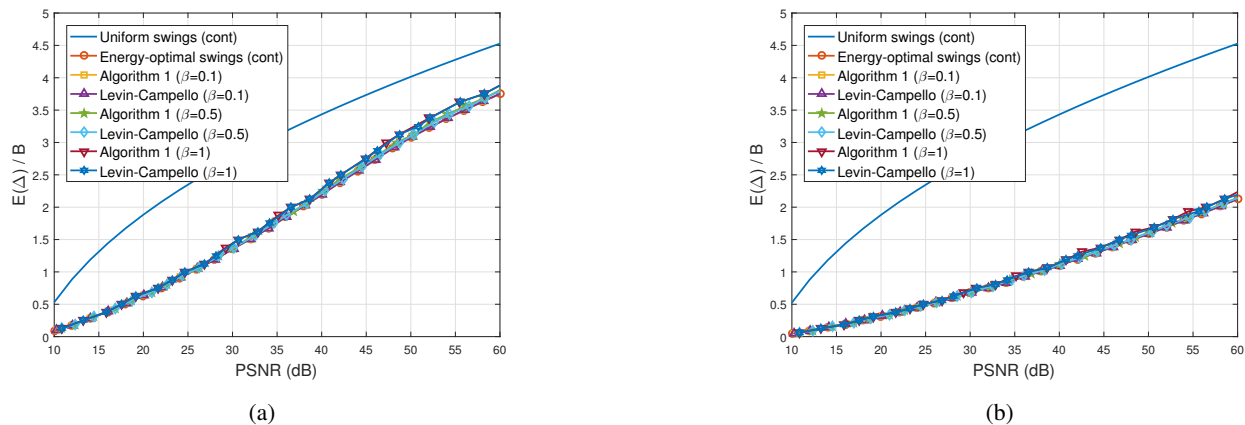 5
4.5
4
3.5
3
2.5
2
1.5
1
0.5
0
E(Δ) / B
Uniform swings (cont)
Energy-optimal swings (cont)
Algorithm 1 (β=0.1)
Levin-Campello (β=0.1)
Algorithm 1 (β=0.5)
Levin-Campello (β=0.5)
Algorithm 1 (β=1)
Levin-Campello (β=1)
10 15 20 25 30 35 40 45 50 55 60
PSNR (dB)
(a)
5
4.5
4
3.5
3
2.5
2
1.5
1
0.5
0
E(Δ) / B
Uniform swings (cont)
Energy-optimal swings (cont)
Algorithm 1 (β=0.1)
Levin-Campello (β=0.1)
Algorithm 1 (β=0.5)
Levin-Campello (β=0.5)
Algorithm 1 (β=1)
Levin-Campello (β=1)
10 15 20 25 30 35 40 45 50 55 60
PSNR (dB)
(b)